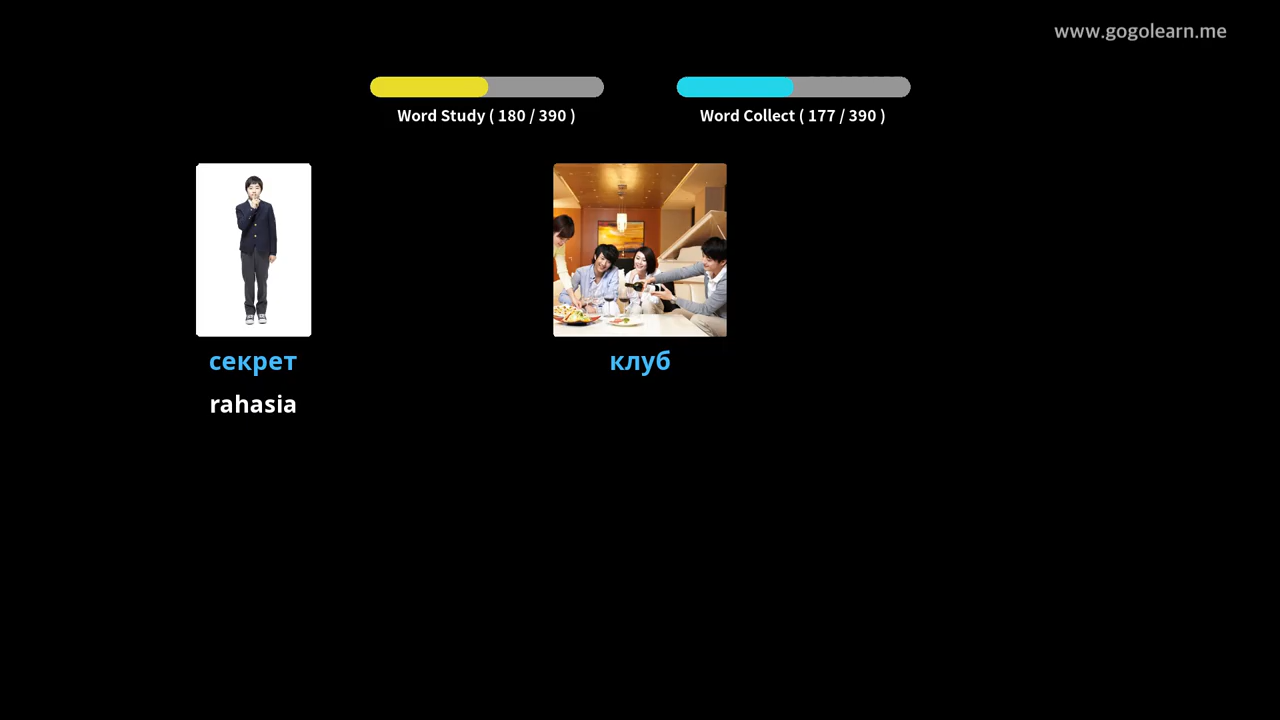 www.gogolearn.me
Word Study ( 180 / 390 )
Word Collect ( 177 / 390 )
секрет
клуб
rahasia